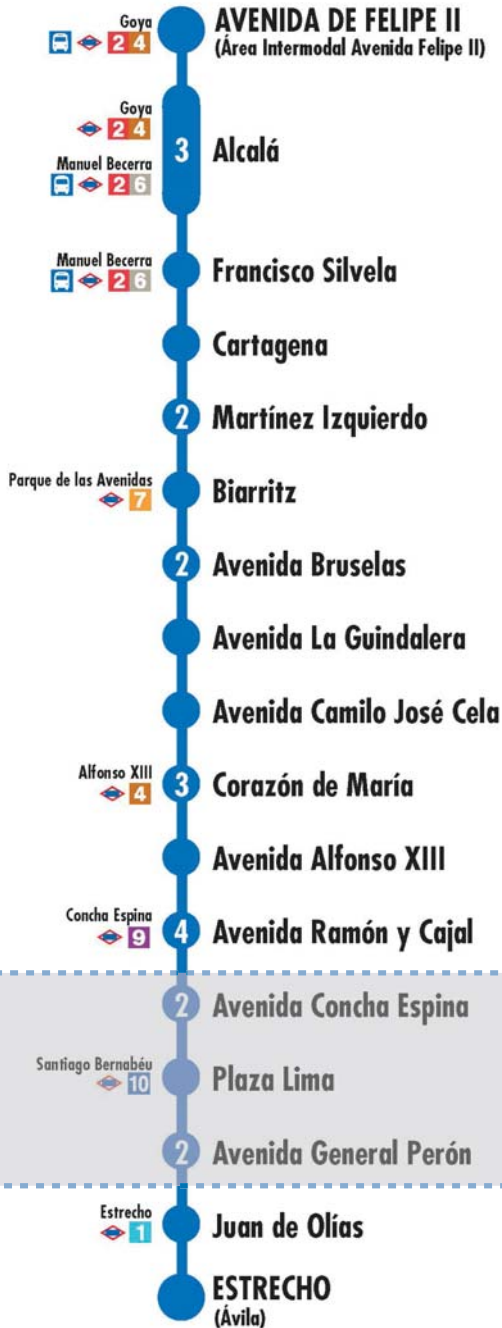 Goya
2 4
AVENIDA DE FELIPE II
(Área Intermodal Avenida Felipe II)
Goya
2 4
Manuel Becerra
2 6
3
Alcalá
Manuel Becerra
2 6
Francisco Silvela
Cartagena
2 Martínez Izquierdo
Parque de las Avenidas
7
Biarritz
2 Avenida Bruselas
Avenida La Guindalera
Avenida Camilo José Cela
Alfonso XIII
4
3 Corazón de María
Avenida Alfonso XIII
Concha Espina
9
4 Avenida Ramón y Cajal
2 Avenida Concha Espina
Santiago Bernabéu
10
Plaza Lima
2 Avenida General Perón
Estrecho
1
Juan de Olías
ESTRECHO
(Ávila)